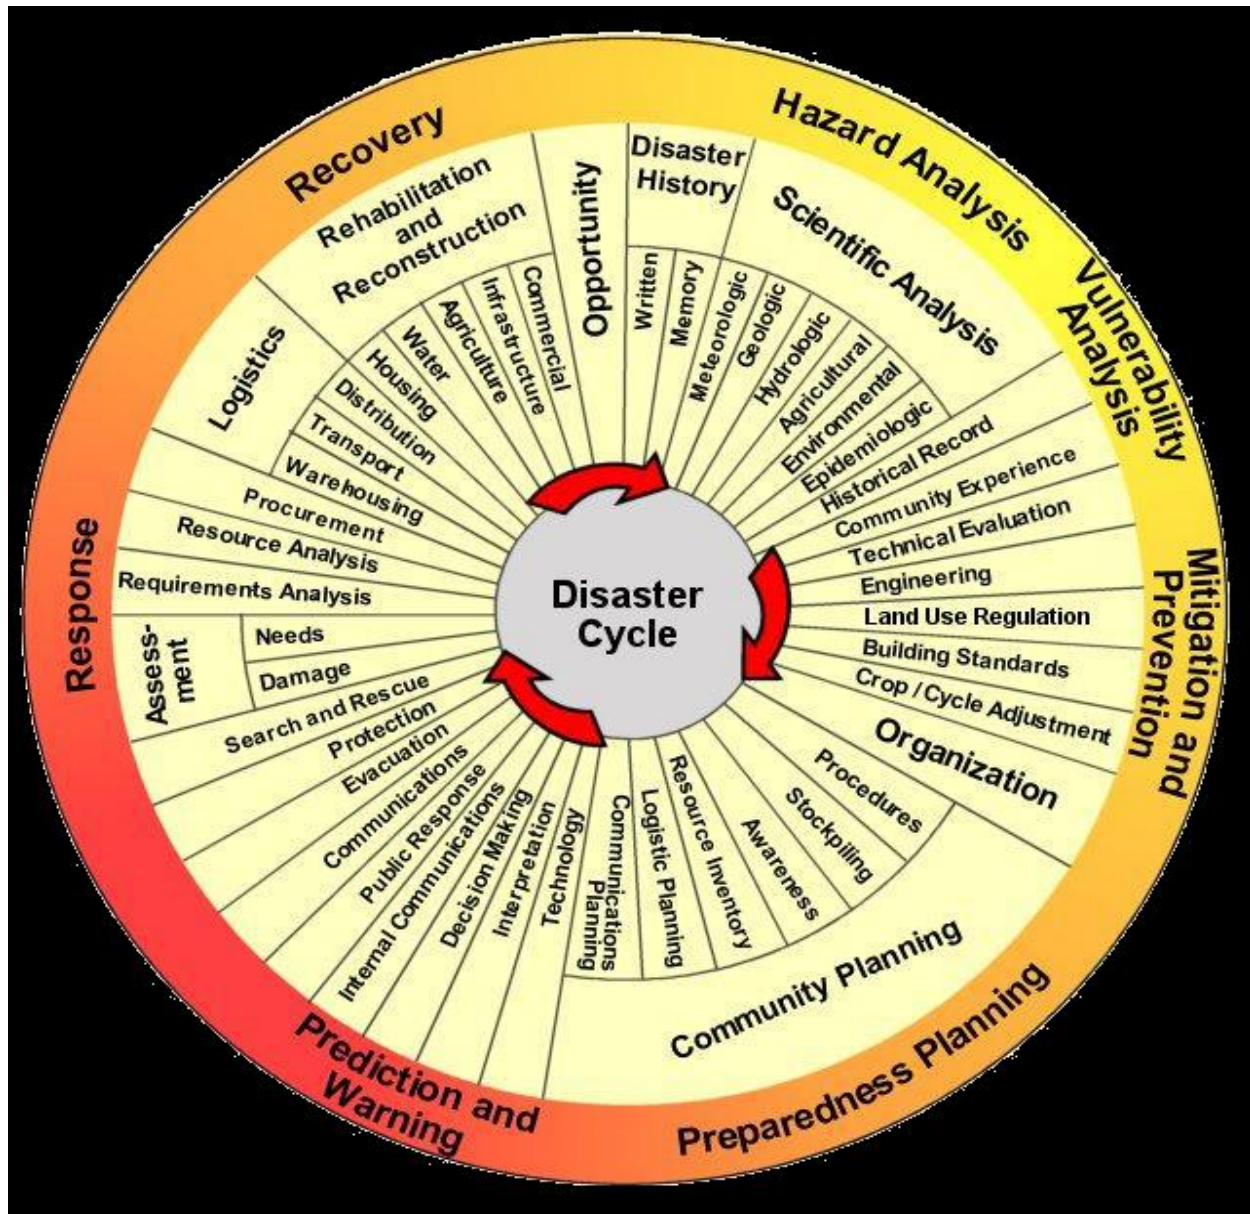 Disaster
Cycle
Hazard Analysis
Disaster
History
Written
Memory
Scientific Analysis
Meteorologic
Geologic
Hydrologic
Agricultural
Environmental
Epidemiologic
Vulnerability
Analysis
Historical Record
Community Experience
Technical Evaluation
Mitigation and
Prevention
Engineering
Land Use Regulation
Building Standards
Crop / Cycle Adjustment
Preparedness Planning
Organization
Community Planning
Procedures
Stockpiling
Awareness
Resource Inventory
Logistic Planning
Communications
Planning
Prediction and
Warning
Technology
Interpretation
Decision Making
Internal Communications
Public Response
Communications
Response
Evacuation
Protection
Search and Rescue
Assess-
ment
Damage
Needs
Requirements Analysis
Resource Analysis
Procurement
Logistics
Warehousing
Transport
Distribution
Recovery
Rehabilitation
and
Reconstruction
Housing
Water
Agriculture
Infrastructure
Commercial
Opportunity